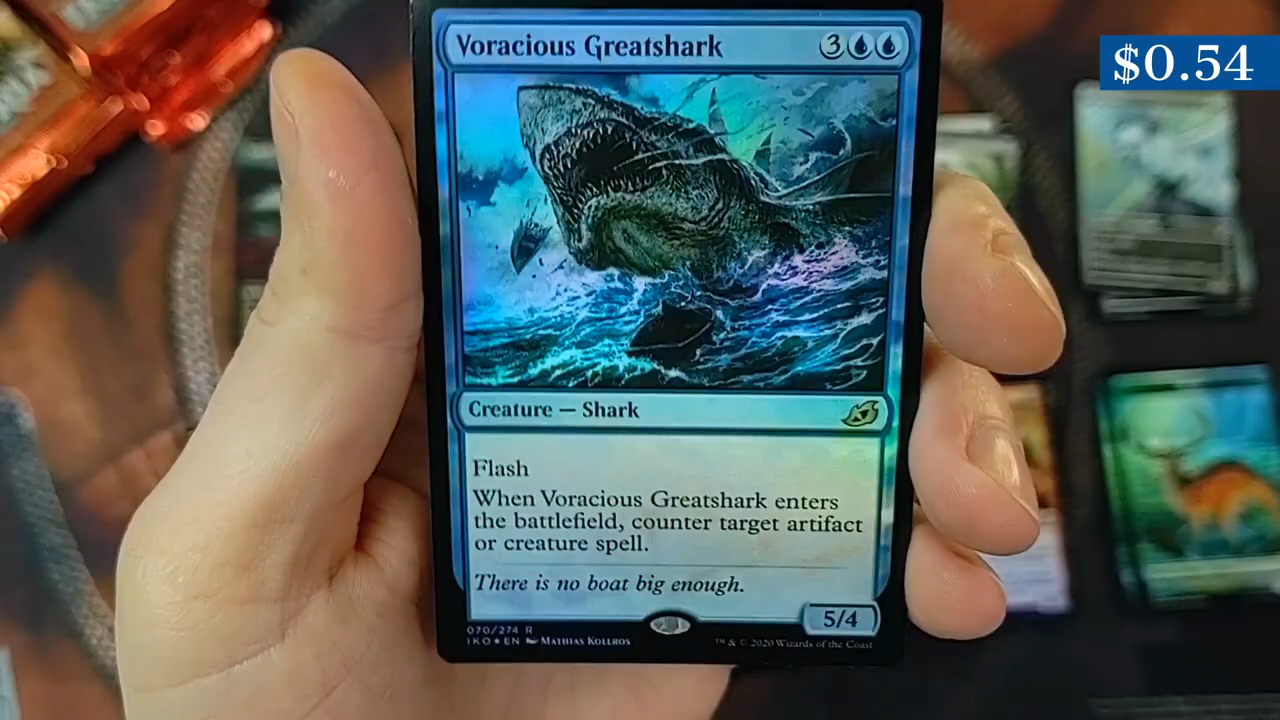 Voracious Greatshark 3
$0.54
Creature — Shark
Flash
When Voracious Greatshark enters
the battlefield, counter target artifact
or creature spell.
There is no boat big enough.
5/4
070/274 R
IKO ★ EN Mathias Kollros
™ & © 2020 Wizards of the Coast